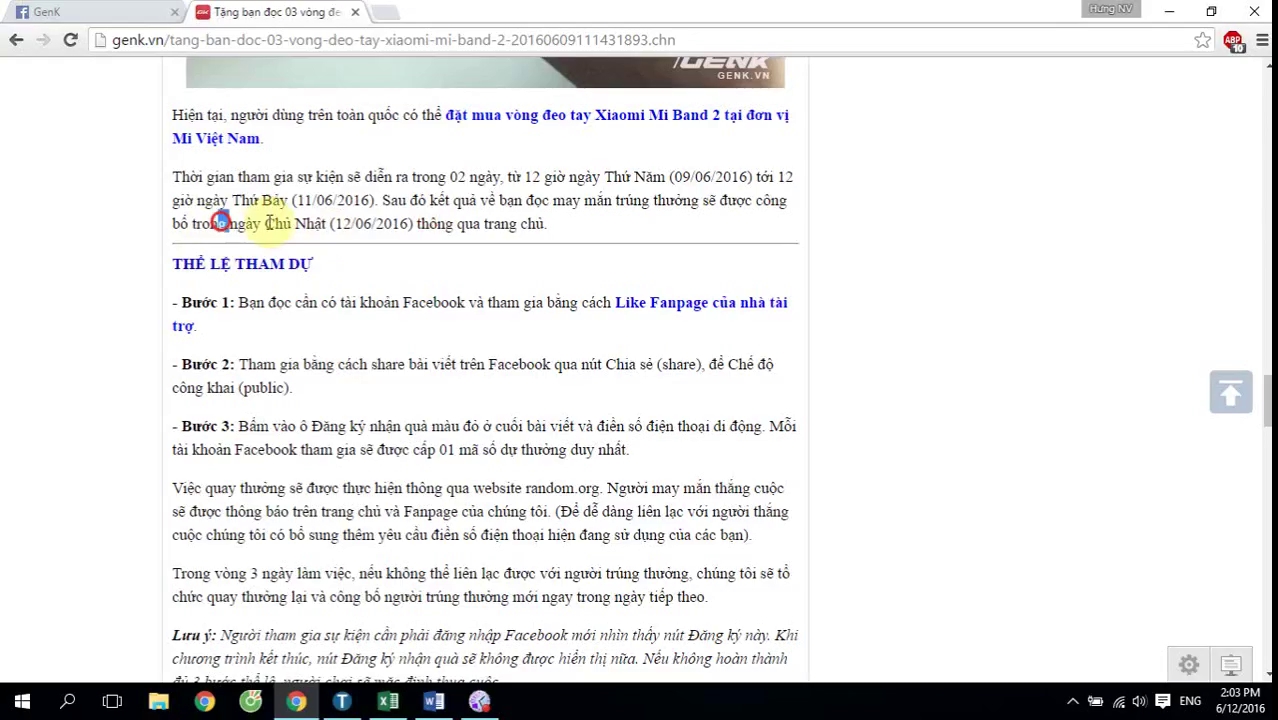 GenK
Tặng bạn đọc 03 vòng đe
Hưng NV
genk.vn/tang-ban-doc-03-vong-deo-tay-xiaomi-mi-band-2-20160609111431893.chn
ABP
10
GENK
GENK.VN
Hiện tại, người dùng trên toàn quốc có thể đặt mua vòng đeo tay Xiaomi Mi Band 2 tại đơn vị
Mi Việt Nam.
Thời gian tham gia sự kiện sẽ diễn ra trong 02 ngày, từ 12 giờ ngày Thứ Năm (09/06/2016) tới 12
giờ ngày Thứ Bảy (11/06/2016). Sau đó kết quả về bạn đọc may mắn trúng thưởng sẽ được công
bố trong ngày Chủ Nhật (12/06/2016) thông qua trang chủ.
THỂ LỆ THAM DỰ
- Bước 1: Bạn đọc cần có tài khoản Facebook và tham gia bằng cách Like Fanpage của nhà tài
trợ.
- Bước 2: Tham gia bằng cách share bài viết trên Facebook qua nút Chia sẻ (share), để Chế độ
công khai (public).
- Bước 3: Bấm vào ô Đăng ký nhận quà màu đỏ ở cuối bài viết và điền số điện thoại di động. Mỗi
tài khoản Facebook tham gia sẽ được cấp 01 mã số dự thưởng duy nhất.
Việc quay thưởng sẽ được thực hiện thông qua website random.org. Người may mắn thắng cuộc
sẽ được thông báo trên trang chủ và Fanpage của chúng tôi. (Để dễ dàng liên lạc với người thắng
cuộc chúng tôi có bổ sung thêm yêu cầu điền số điện thoại hiện đang sử dụng của các bạn).
Trong vòng 3 ngày làm việc, nếu không thể liên lạc được với người trúng thưởng, chúng tôi sẽ tổ
chức quay thưởng lại và công bố người trúng thưởng mới ngay trong ngày tiếp theo.
Lưu ý: Người tham gia sự kiện cần phải đăng nhập Facebook mới nhìn thấy nút Đăng ký này. Khi
chương trình kết thúc, nút Đăng ký nhận quà sẽ không được hiển thị nữa. Nếu không hoàn thành
đủ 3 bước thể lệ, người chơi sẽ mặc định thua cuộc.
ENG
2:03 PM
6/12/2016